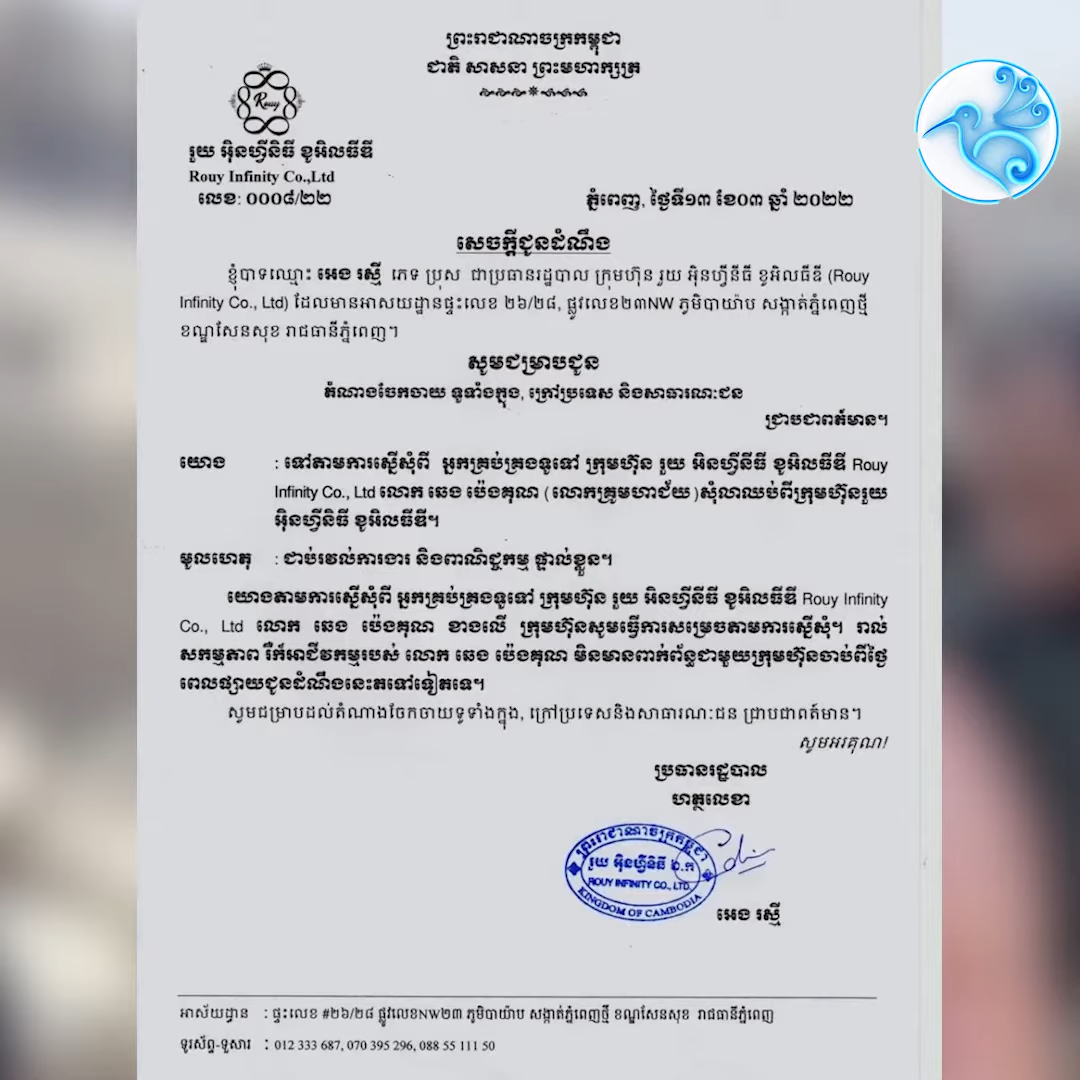 ព្រះរាជាណាចក្រកម្ពុជា
ជាតិ សាសនា ព្រះមហាក្សត្រ
Rouy
រួយ អ៊ិនហ្វីនិធី ខូអិលធីឌី
Rouy Infinity Co.,Ltd
លេខ: ០០០៨/២២
ភ្នំពេញ, ថ្ងៃទី១៣ ខែ០៣ ឆ្នាំ ២០២២
សេចក្តីជូនដំណឹង
ខ្ញុំបាទឈ្មោះ អេង រស្មី ភេទ ប្រុស ជាប្រធានរដ្ឋបាល ក្រុមហ៊ុន រួយ អ៊ិនហ្វីនីធី ខូអិលធីឌី (Rouy
Infinity Co., Ltd) ដែលមានអាសយដ្ឋានផ្ទះលេខ ២៦/២៨, ផ្លូវលេខ២៣NW ភូមិបាយ៉ាប សង្កាត់ភ្នំពេញថ្មី
ខណ្ឌសែនសុខ រាជធានីភ្នំពេញ។
សូមជម្រាបជូន
តំណាងចែកចាយ ទូទាំងក្នុង, ក្រៅប្រទេស និងសាធារណ:ជន
ជ្រាបជាពត័មាន។
យោង : ទៅតាមការស្នើសុំពី អ្នកគ្រប់គ្រងទូទៅ ក្រុមហ៊ុន រួយ អិនហ្វីនីធី ខូអិលធីឌី Rouy
Infinity Co., Ltd លោក ឆេង ប៉េងគុណ ( លោកគ្រូមហាជ័យ )សុំលាឈប់ពីក្រុមហ៊ុនរួយ
អ៊ិនហ្វីនិធី ខូអិលធីឌី។
មូលហេតុ : ជាប់រវល់ការងារ និងពាណិជ្ចកម្ម ផ្ទាល់ខ្លួន។
យោងតាមការស្នើសុំពី អ្នកគ្រប់គ្រងទូទៅ ក្រុមហ៊ុន រួយ អិនហ្វីនីធី ខូអិលធីឌី Rouy Infinity
Co., Ltd លោក ឆេង ប៉េងគុណ ខាងលើ ក្រុមហ៊ុនសូមធ្វើការសម្រេចតាមការស្នើសុំ។ រាល់
សកម្មភាព រឺក៏អាជីវកម្មរបស់ លោក ឆេង ប៉េងគុណ មិនមានពាក់ព័ន្ធជាមួយក្រុមហ៊ុនចាប់ពីថ្ងៃ
ពេលផ្សាយជូនដំណឹងនេះតទៅទៀតទេ។
សូមជម្រាបដល់តំណាងចែកចាយទូទាំងក្នុង, ក្រៅប្រទេសនិងសាធារណ:ជន ជ្រាបជាពត័មាន។
សូមអរគុណ!
ប្រធានរដ្ឋបាល
ហត្ថលេខា
ព្រះរាជាណាចក្រកម្ពុជា
រួយ អ៊ិនហ្វីនិធី ឯ.ក
ROUY INFINITY CO., LTD.
KINGDOM OF CAMBODIA
អេង រស្មី
អាស័យដ្ធាន : ផ្ទះលេខ #២៦/២៨ ផ្លូវលេខNW២៣ ភូមិបាយ៉ាប សង្កាត់ភ្នំពេញថ្មី ខណ្ឌសែនសុខ រាជធានីភ្នំពេញ
ទូរស័ព្ទ-ទូសារ : 012 333 687, 070 395 296, 088 55 111 50